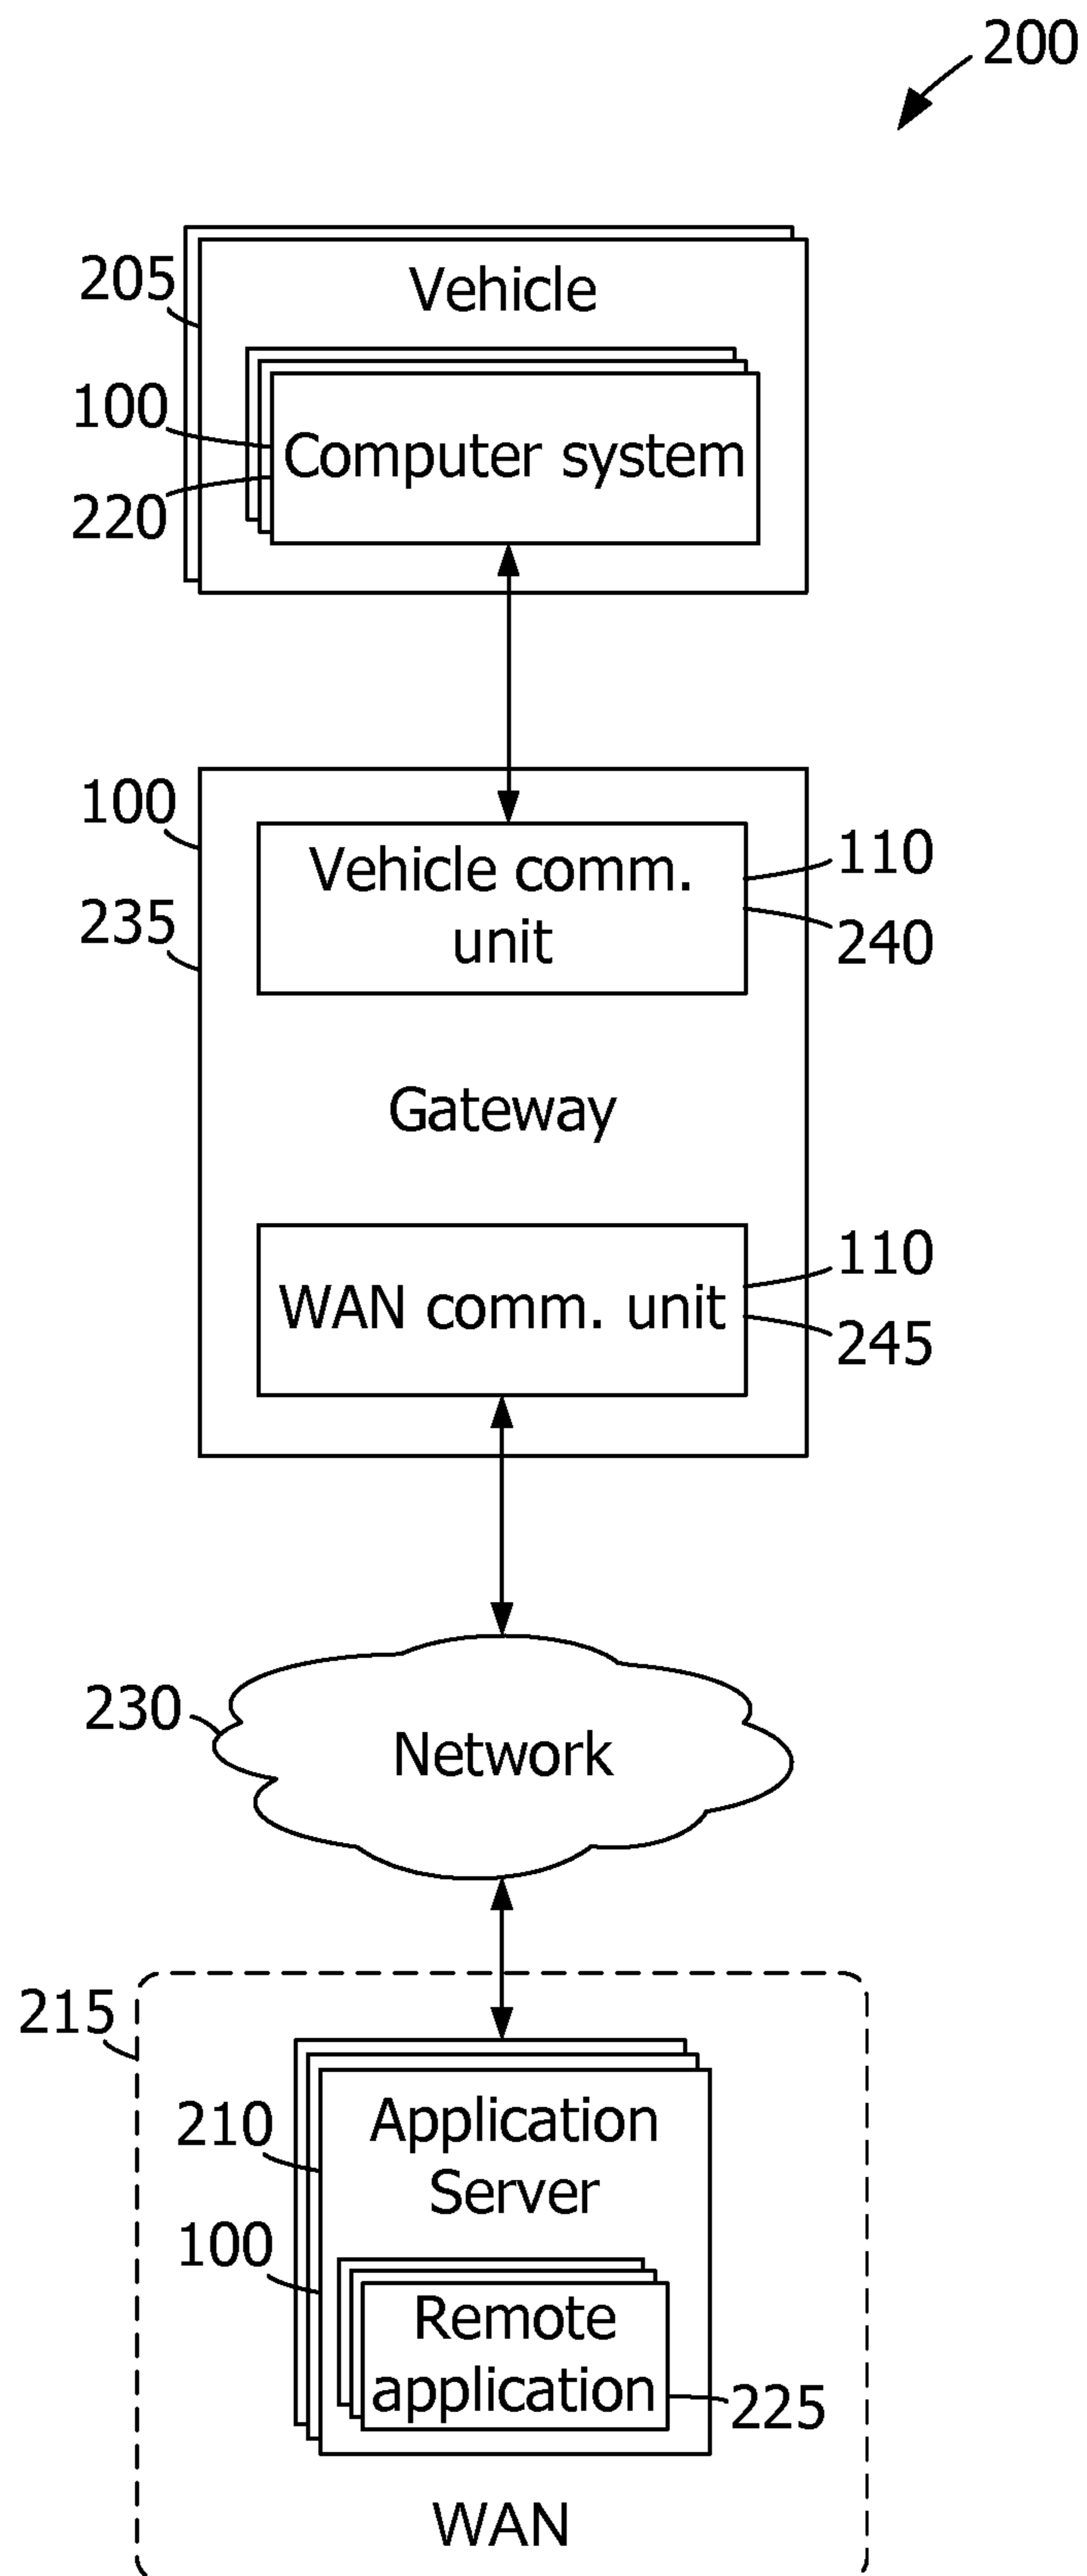 200
205
Vehicle
100
Computer system
220
100
Vehicle comm.
unit
110
235
240
Gateway
110
WAN comm. unit
245
230
Network
215
210
Application
Server
100
Remote
application
225
WAN